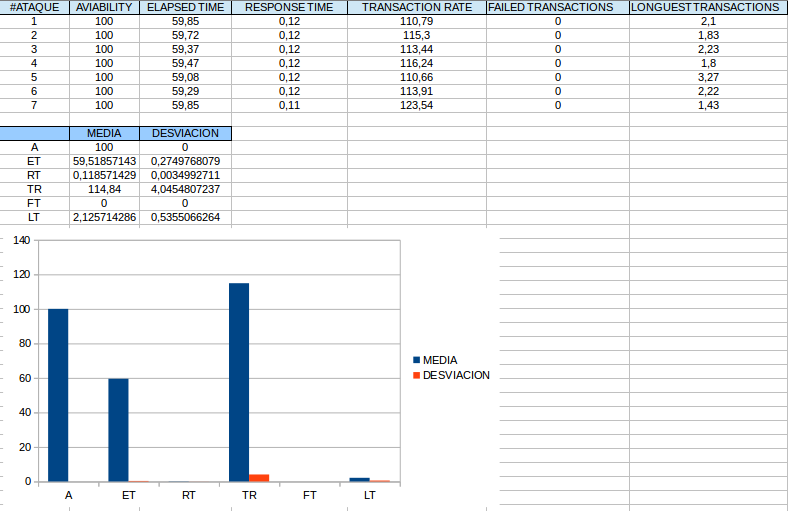 #ATAQUE AVIABILITY ELAPSED TIME RESPONSE TIME TRANSACTION RATE FAILED TRANSACTIONS LONGUEST TRANSACTIONS
1 100 59,85 0,12 110,79 0 2,1
2 100 59,72 0,12 115,3 0 1,83
3 100 59,37 0,12 113,44 0 2,23
4 100 59,47 0,12 116,24 0 1,8
5 100 59,08 0,12 110,66 0 3,27
6 100 59,29 0,12 113,91 0 2,22
7 100 59,85 0,11 123,54 0 1,43
MEDIA DESVIACION
A 100 0
ET 59,51857143 0,2749768079
RT 0,118571429 0,0034992711
TR 114,84 4,0454807237
FT 0 0
LT 2,125714286 0,5355066264
140
120
100
80
60
40
20
0
MEDIA
DESVIACION
A ET RT TR FT LT